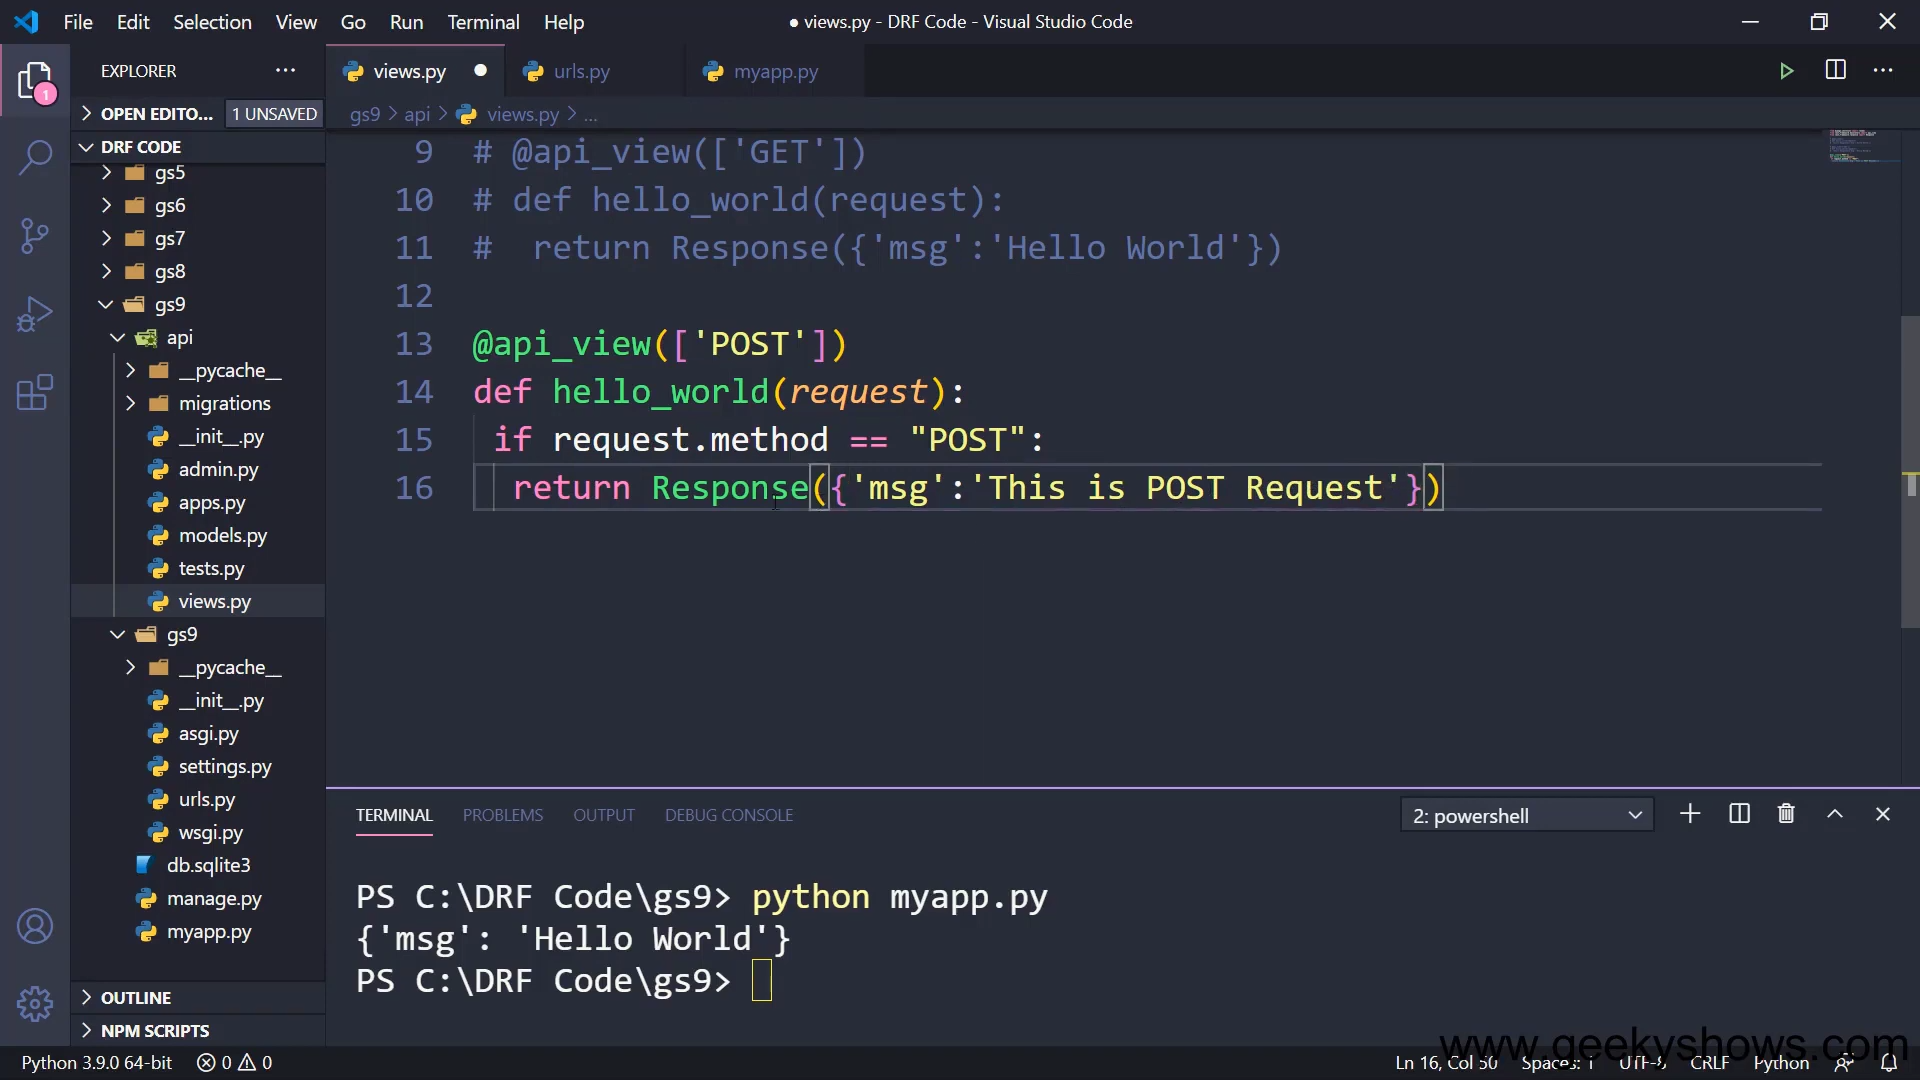 File Edit Selection View Go Run Terminal Help
● views.py - DRF Code - Visual Studio Code
EXPLORER
1
OPEN EDITO... 1 UNSAVED
DRF CODE
gs5
gs6
gs7
gs8
gs9
api
__pycache__
migrations
__init__.py
admin.py
apps.py
models.py
tests.py
views.py
gs9
__pycache__
__init__.py
asgi.py
settings.py
urls.py
wsgi.py
db.sqlite3
manage.py
myapp.py
OUTLINE
NPM SCRIPTS
views.py ● urls.py myapp.py
gs9 > api > views.py > ...
9 # @api_view(['GET'])
10 # def hello_world(request):
11 #  return Response({'msg':'Hello World'})
12
13 @api_view(['POST'])
14 def hello_world(request):
15  if request.method == "POST":
16   return Response({'msg':'This is POST Request'})
TERMINAL PROBLEMS OUTPUT DEBUG CONSOLE 2: powershell
PS C:\DRF Code\gs9> python myapp.py
{'msg': 'Hello World'}
PS C:\DRF Code\gs9>
www.geekyshows.com
Python 3.9.0 64-bit 0 0 Ln 16, Col 50 Spaces: 1 UTF-8 CRLF Python